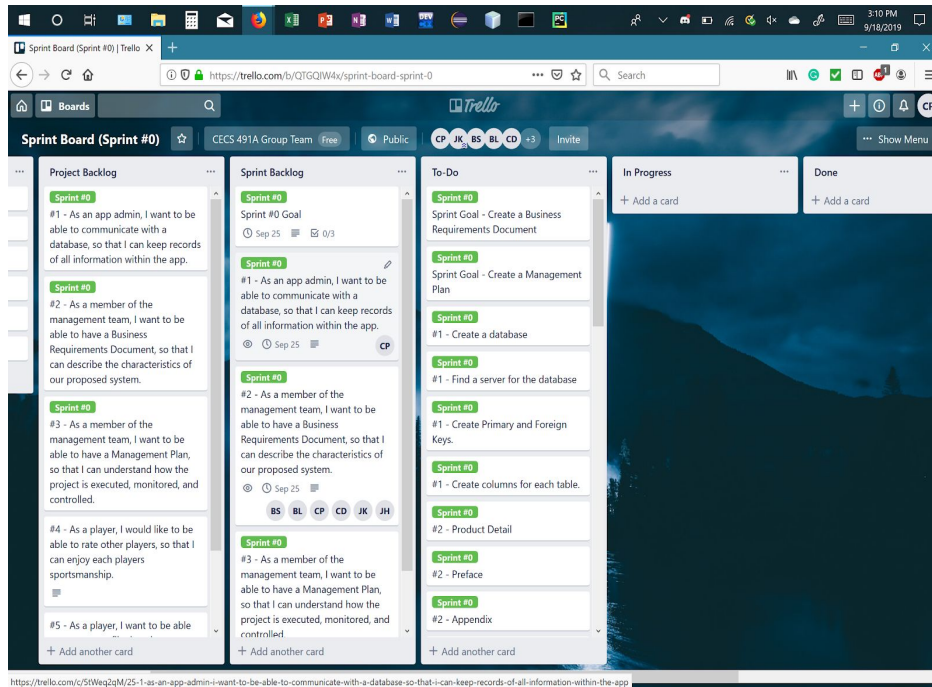 3:10 PM
9/18/2019
Sprint Board (Sprint #0) | Trello
https://trello.com/b/QTGQIW4x/sprint-board-sprint-0
Search
Boards
Trello
Sprint Board (Sprint #0)
CECS 491A Group Team Free
Public
CP JK BS BL CD +3
Invite
Show Menu
Project Backlog
Sprint #0
#1 - As an app admin, I want to be
able to communicate with a
database, so that I can keep records
of all information within the app.
Sprint #0
#2 - As a member of the
management team, I want to be
able to have a Business
Requirements Document, so that I
can describe the characteristics of
our proposed system.
Sprint #0
#3 - As a member of the
management team, I want to be
able to have a Management Plan,
so that I can understand how the
project is executed, monitored, and
controlled.
#4 - As a player, I would like to be
able to rate other players, so that I
can enjoy each players
sportsmanship.
#5 - As a player, I want to be able
+ Add another card
Sprint Backlog
Sprint #0
Sprint #0 Goal
Sep 25 0/3
Sprint #0
#1 - As an app admin, I want to be
able to communicate with a
database, so that I can keep records
of all information within the app.
Sep 25
CP
Sprint #0
#2 - As a member of the
management team, I want to be
able to have a Business
Requirements Document, so that I
can describe the characteristics of
our proposed system.
Sep 25
BS BL CP CD JK JH
Sprint #0
#3 - As a member of the
management team, I want to be
able to have a Management Plan,
so that I can understand how the
project is executed, monitored, and
controlled
+ Add another card
To-Do
Sprint #0
Sprint Goal - Create a Business
Requirements Document
Sprint #0
Sprint Goal - Create a Management
Plan
Sprint #0
#1 - Create a database
Sprint #0
#1 - Find a server for the database
Sprint #0
#1 - Create Primary and Foreign
Keys.
Sprint #0
#1 - Create columns for each table.
Sprint #0
#2 - Product Detail
Sprint #0
#2 - Preface
Sprint #0
#2 - Appendix
+ Add another card
In Progress
+ Add a card
Done
+ Add a card
https://trello.com/c/5tWeq2qM/25-1-as-an-app-admin-i-want-to-be-able-to-communicate-with-a-database-so-that-i-can-keep-records-of-all-information-within-the-app